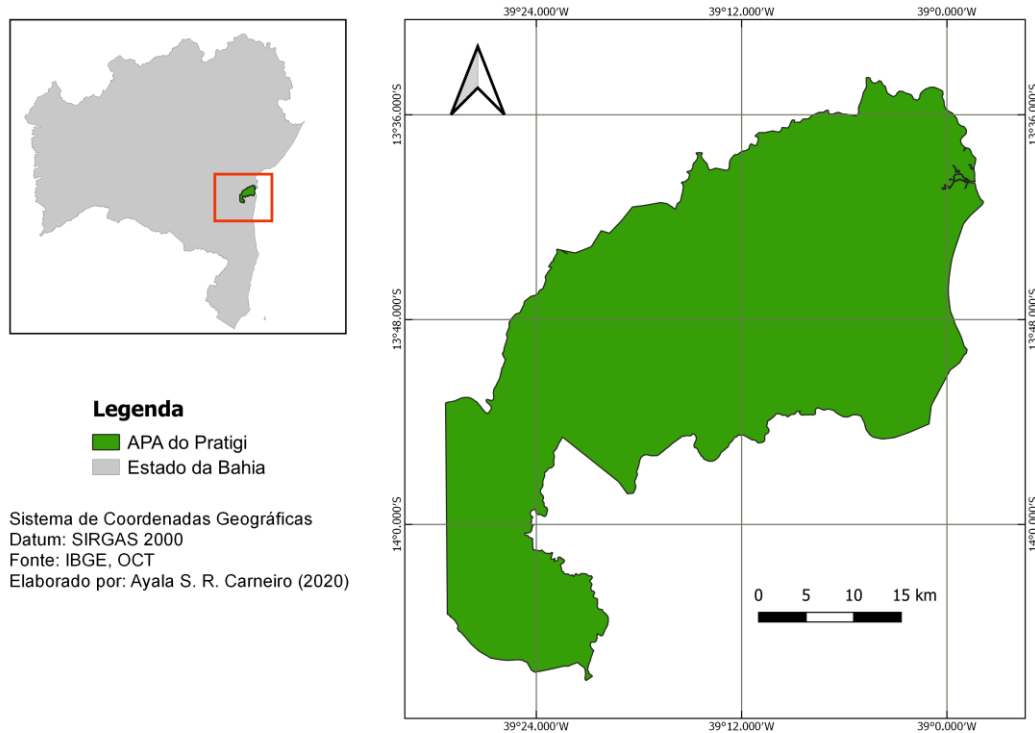 39°24.000'W 39°12.000'W 39°0.000'W
13°36.000'S 13°36.000'S
13°48.000'S 13°48.000'S
14°0.000'S 14°0.000'S
39°24.000'W 39°12.000'W 39°0.000'W
0 5 10 15 km
Legenda
APA do Pratigi
Estado da Bahia
Sistema de Coordenadas Geográficas
Datum: SIRGAS 2000
Fonte: IBGE, OCT
Elaborado por: Ayala S. R. Carneiro (2020)